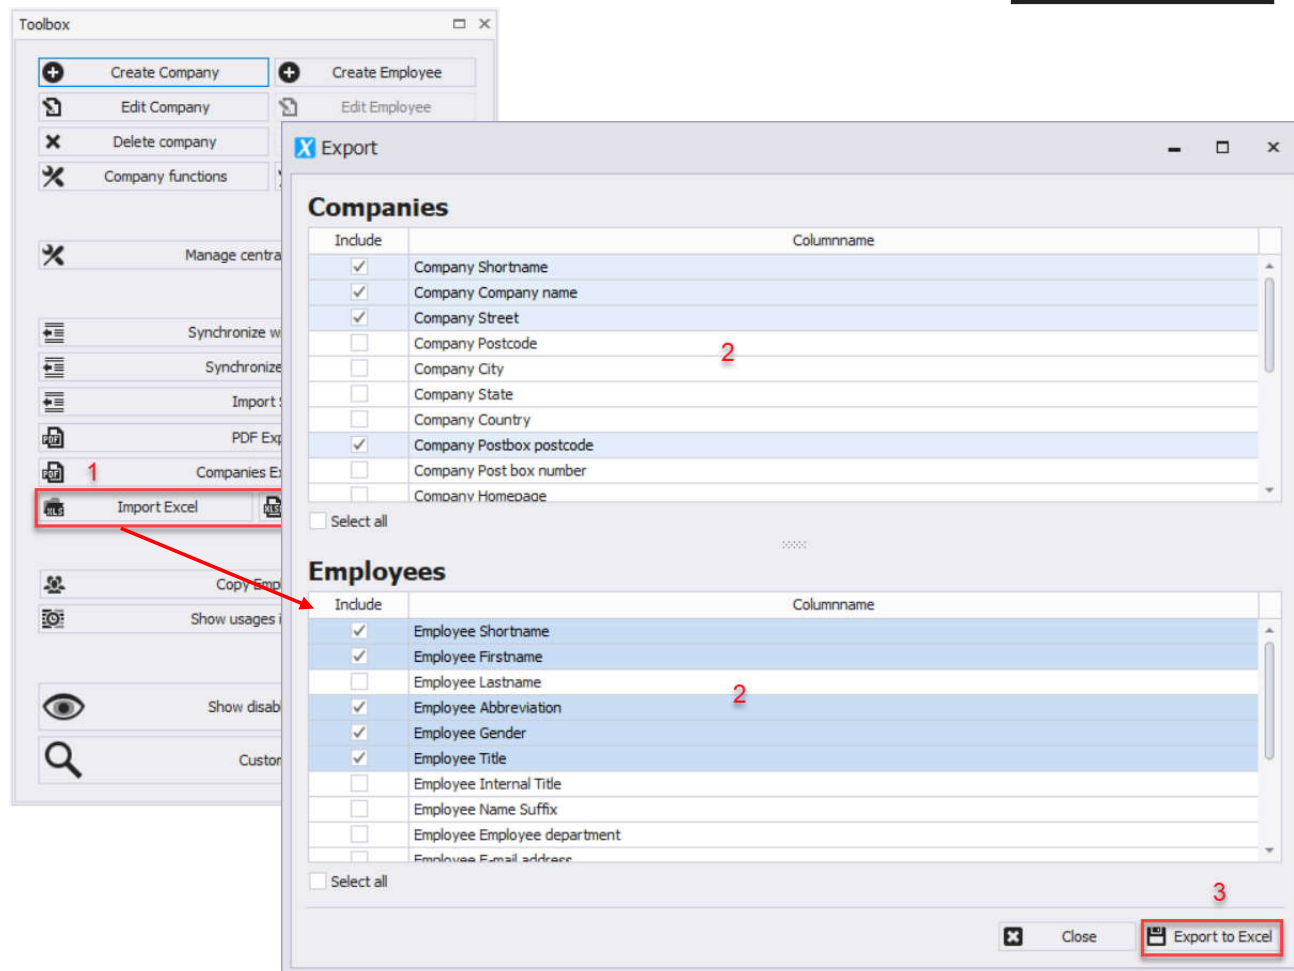 Toolbox
Create Company
Create Employee
Edit Company
Edit Employee
Delete company
Company functions
Manage centra
Synchronize w
Synchronize
Import S
PDF Exp
1
Companies Ex
Import Excel
Copy Empl
Show usages i
Show disabl
Custom
X Export
Companies
Include Columnname
Company Shortname
Company Company name
Company Street
Company Postcode
2
Company City
Company State
Company Country
Company Postbox postcode
Company Post box number
Company Homepage
Select all
Employees
Include Columnname
Employee Shortname
Employee Firstname
Employee Lastname
2
Employee Abbreviation
Employee Gender
Employee Title
Employee Internal Title
Employee Name Suffix
Employee Employee department
Employee E-mail address
Select all
3
Close
Export to Excel